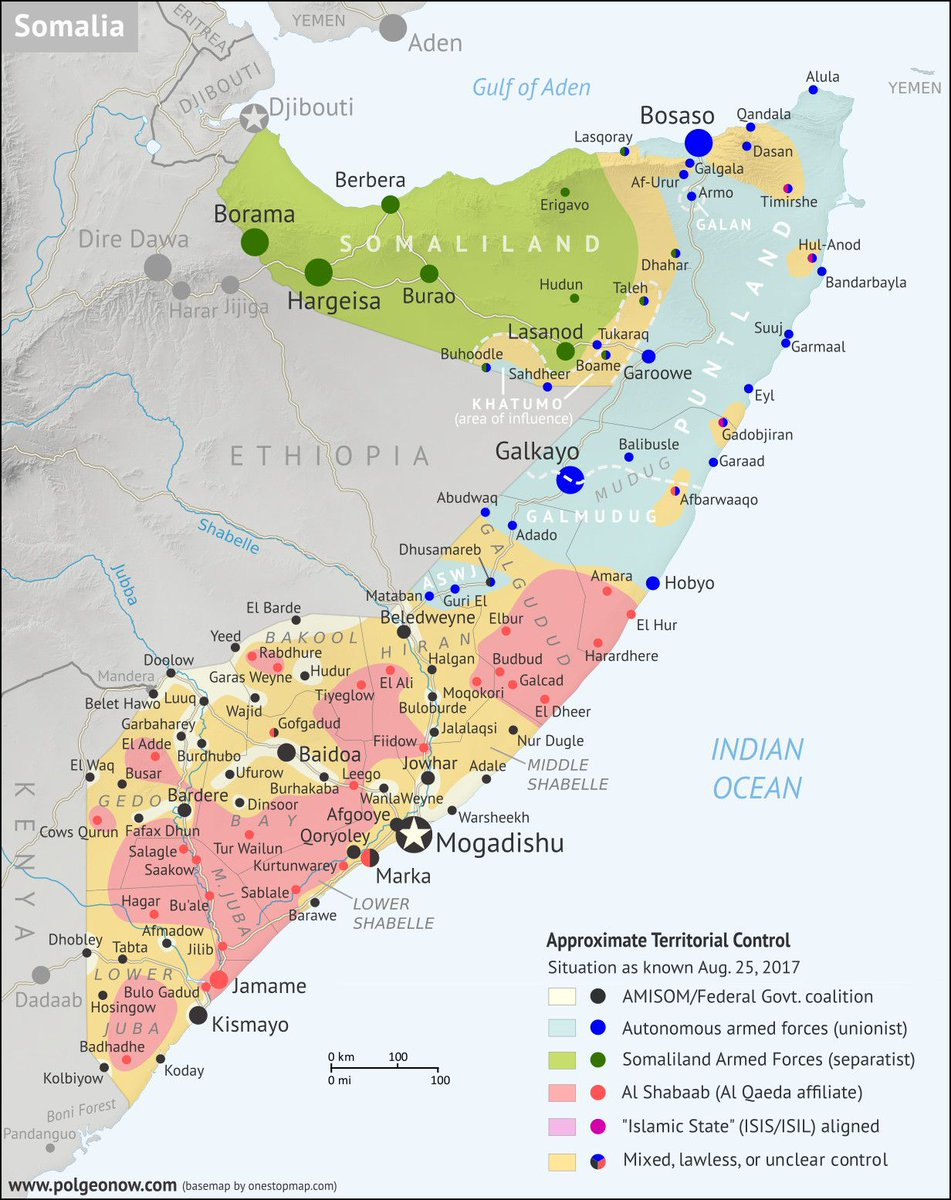 Somalia
ERITREA
YEMEN
Aden
DJIBOUTI
Djibouti
Gulf of Aden
Alula
YEMEN
Bosaso
Qandala
Lasqoray
Dasan
Galgala
Af-Urur
Armo
Timirshe
Berbera
Erigavo
GALAN
Borama
Dire Dawa
SOMALILAND
Dhahar
Hul-Anod
Bandarbayla
Harar
Jijiga
Hargeisa
Burao
Hudun
Taleh
PUNTLAND
Suuj
Garmaal
Lasanod
Tukaraq
Buhoodle
Boame
Garoowe
Sahdheer
KHATUMO
(area of influence)
Eyl
ETHIOPIA
Galkayo
Balibusle
Gadobjiran
Garaad
MUDUG
Afbarwaaqo
Abudwaq
GALMUDUG
Shabelle
Adado
GALGUDUD
Dhusamareb
Jubba
ASWJ
Mataban
Guri El
Hobyo
Amara
El Barde
Beledweyne
El Hur
Yeed
BAKOOL
HIRAN
Elbur
Harardhere
Doolow
Rabdhure
Halgan
Budbud
Mandera
Garas Weyne
Hudur
El Ali
Moqokori
Galcad
Belet Hawo
Luuq
Wajid
Tiyeglow
Buloburde
El Dheer
Garbaharey
Gofgadud
Jalalaqsi
Nur Dugle
El Adde
Burdhubo
Baidoa
Fiidow
El Waq
Busar
Ufurow
Leego
Jowhar
Adale
MIDDLE
SHABELLE
INDIAN
OCEAN
GEDO
Bardere
Burhakaba
WanlaWeyne
Dinsoor
Afgooye
Warsheekh
Cows Qurun
Fafax Dhun
BAY
Qoryoley
Mogadishu
Salagle
Tur Wailun
Saakow
Kurtunwarey
Marka
KENYA
M. JUBA
Sablale
LOWER
SHABELLE
Hagar
Bu'ale
Barawe
Afmadow
Dhobley
Tabta
Jilib
Dadaab
LOWER
JUBA
Bulo Gadud
Jamame
Hosingow
Kismayo
Badhadhe
Kolbiyow
Koday
Boni Forest
Pandanguo
0 km 100
0 mi 100
Approximate Territorial Control
Situation as known Aug. 25, 2017
AMISOM/Federal Govt. coalition
Autonomous armed forces (unionist)
Somaliland Armed Forces (separatist)
Al Shabaab (Al Qaeda affiliate)
"Islamic State" (ISIS/ISIL) aligned
Mixed, lawless, or unclear control
www.polgeonow.com (basemap by onestopmap.com)